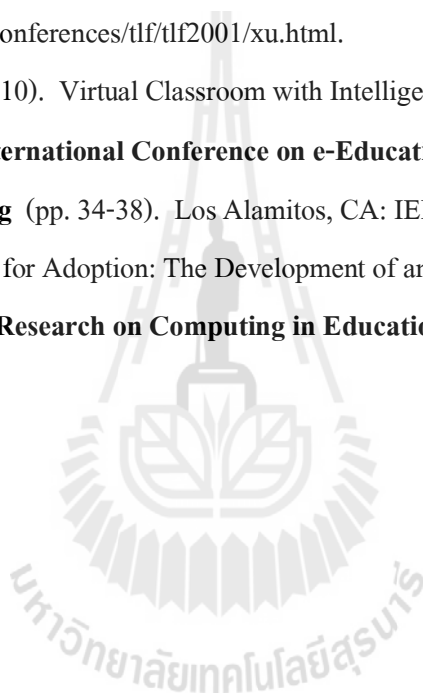 onferences/tlf/tlf2001/xu.html.
10). Virtual Classroom with Intellige
ternational Conference on e-Educati
g (pp. 34-38). Los Alamitos, CA: IE
for Adoption: The Development of an
Research on Computing in Educatio
มหาวิทยาลัยเทคโนโลยีสุรนารี